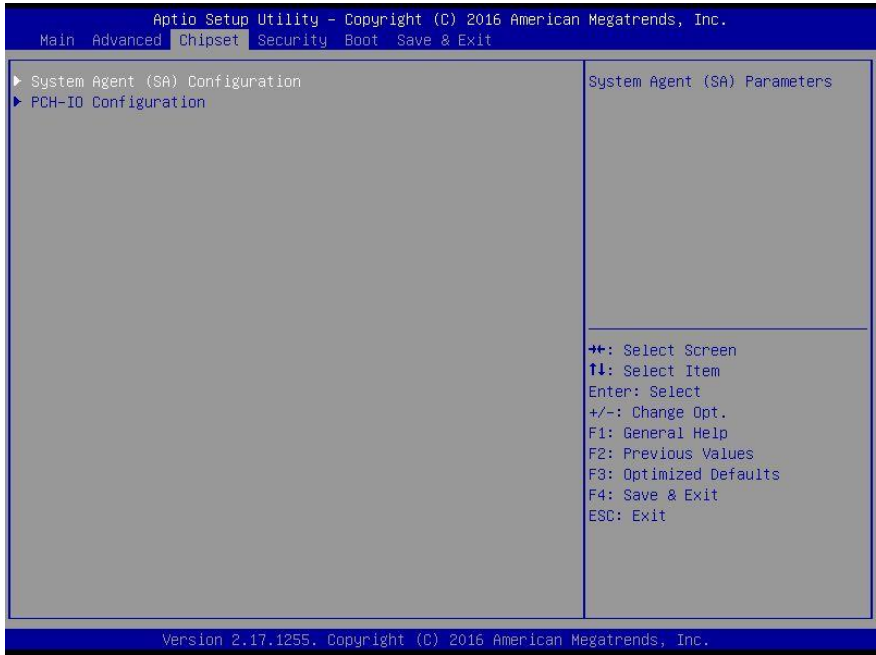 Aptio Setup Utility – Copyright (C) 2016 American Megatrends, Inc.
Main Advanced Chipset Security Boot Save & Exit
▶ System Agent (SA) Configuration
▶ PCH-IO Configuration
System Agent (SA) Parameters
→←: Select Screen
↑↓: Select Item
Enter: Select
+/-: Change Opt.
F1: General Help
F2: Previous Values
F3: Optimized Defaults
F4: Save & Exit
ESC: Exit
Version 2.17.1255. Copyright (C) 2016 American Megatrends, Inc.